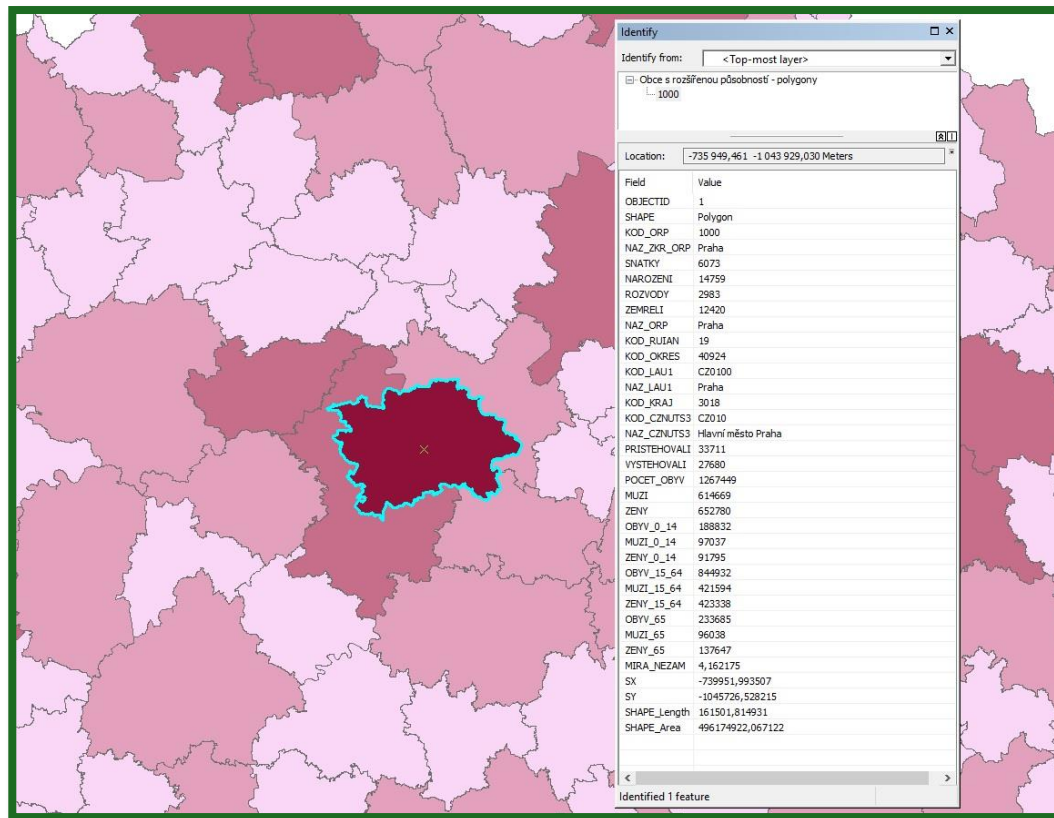 Identify
Identify from: <Top-most layer>
Obce s rozšířenou působností - polygony
1000
Location: -735 949,461 -1 043 929,030 Meters
Field Value
OBJECTID 1
SHAPE Polygon
KOD_ORP 1000
NAZ_ZKR_ORP Praha
SNATKY 6073
NAROZENI 14759
ROZVODY 2983
ZEMRELI 12420
NAZ_ORP Praha
KOD_RUIAN 19
KOD_OKRES 40924
KOD_LAU1 CZ0100
NAZ_LAU1 Praha
KOD_KRAJ 3018
KOD_CZNUTS3 CZ010
NAZ_CZNUTS3 Hlavní město Praha
PRISTEHOVALI 33711
VYSTEHOVALI 27680
POCET_OBYV 1267449
MUZI 614669
ZENY 652780
OBYV_0_14 188832
MUZI_0_14 97037
ZENY_0_14 91795
OBYV_15_64 844932
MUZI_15_64 421594
ZENY_15_64 423338
OBYV_65 233685
MUZI_65 96038
ZENY_65 137647
MIRA_NEZAM 4,162175
SX -739951,993507
SY -1045726,528215
SHAPE_Length 161501,814931
SHAPE_Area 496174922,067122
Identified 1 feature